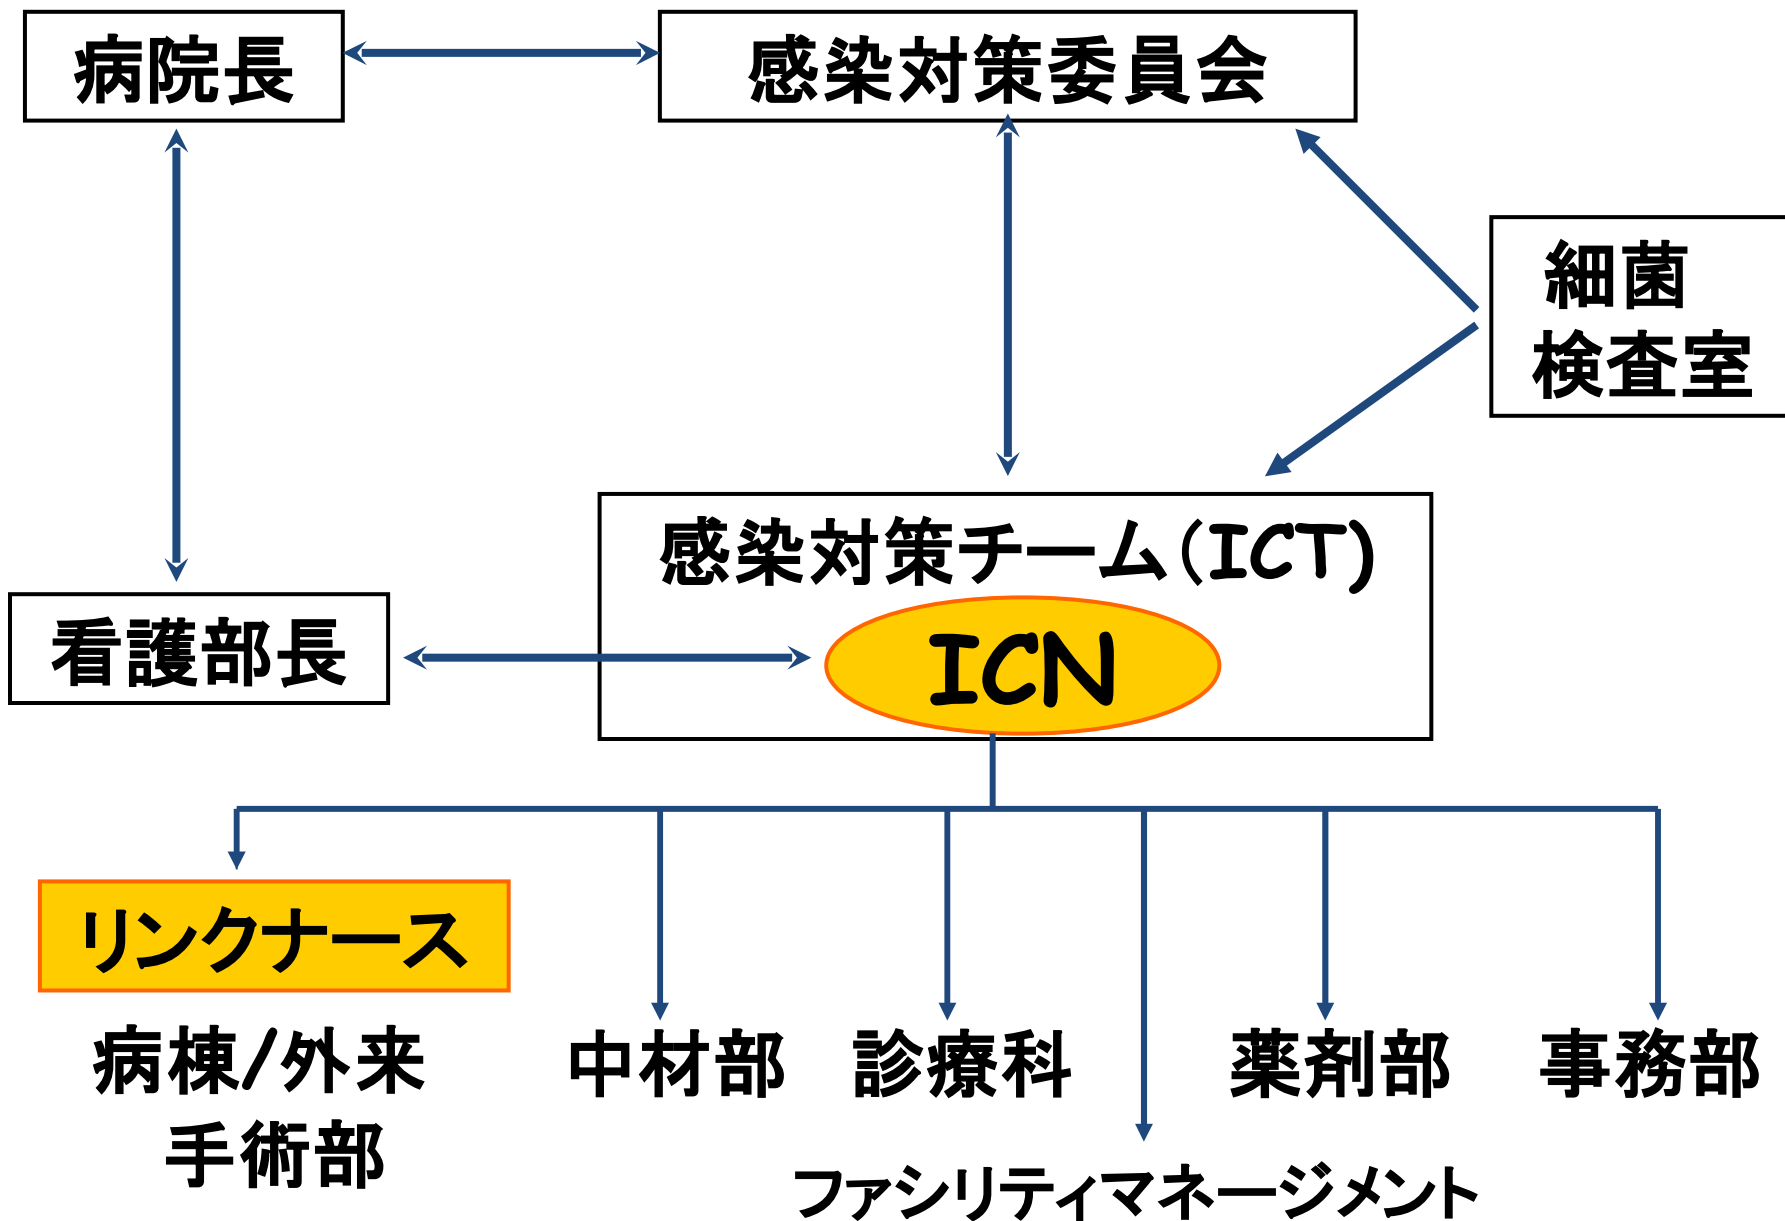 病院長
感染対策委員会
細菌
検査室
感染対策チーム(ICT)
ICN
看護部長
リンクナース
病棟/外来
手術部
中材部
診療科
薬剤部
事務部
ファシリティマネージメント